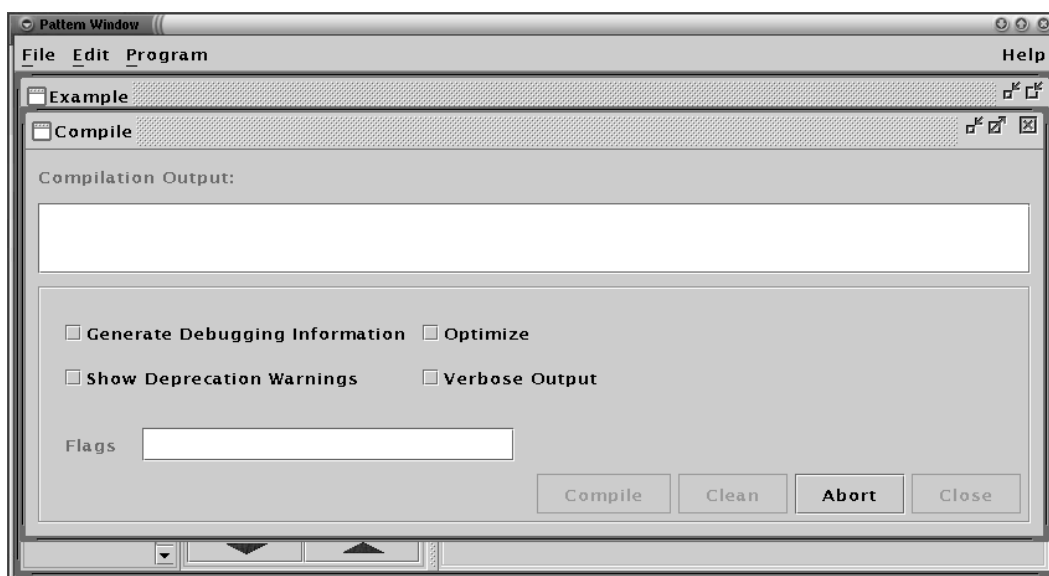 Pattern Window
File Edit Program Help
Example
Compile
Compilation Output:
Generate Debugging Information Optimize
Show Deprecation Warnings Verbose Output
Flags
Compile Clean Abort Close